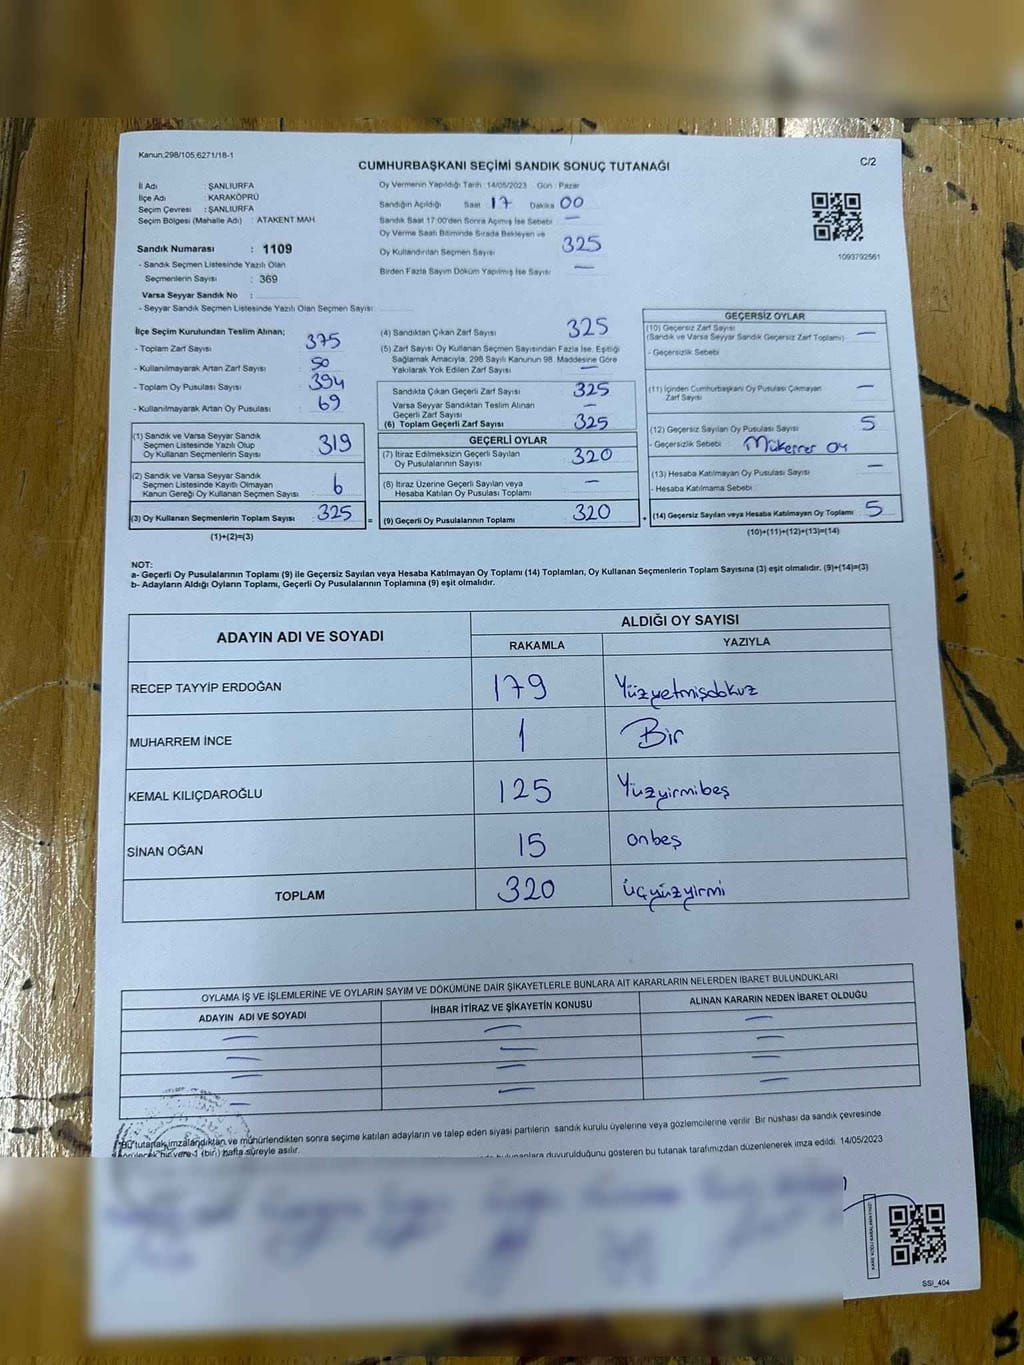 Kanun,298/105,6271/18-1
CUMHURBAŞKANI SEÇİMİ SANDIK SONUÇ TUTANAĞI
C/2
İl Adı : ŞANLIURFA
İlçe Adı : KARAKÖPRÜ
Seçim Çevresi : ŞANLIURFA
Seçim Bölgesi (Mahalle Adı) : ATAKENT MAH.
Sandık Numarası : 1109
- Sandık Seçmen Listesinde Yazılı Olan
Seçmenlerin Sayısı : 369
Varsa Seyyar Sandık No :
- Seyyar Sandık Seçmen Listesinde Yazılı Olan Seçmen Sayısı:
Oy Vermenin Yapıldığı Tarih : 14/05/2023 Gün : Pazar
Sandığın Açıldığı Saat 17 Dakika 00
Sandık Saat 17:00'den Sonra Açılmış İse Sebebi —
Oy Verme Saati Bitiminde Sırada Bekleyen ve
Oy Kullandırılan Seçmen Sayısı 325
Birden Fazla Sayım Döküm Yapılmış İse Sayısı —
1093792561
İlçe Seçim Kurulundan Teslim Alınan;
- Toplam Zarf Sayısı 375
- Kullanılmayarak Artan Zarf Sayısı 50
- Toplam Oy Pusulası Sayısı 394
- Kullanılmayarak Artan Oy Pusulası 69
(1) Sandık ve Varsa Seyyar Sandık
Seçmen Listesinde Yazılı Olup
Oy Kullanan Seçmenlerin Sayısı 319
(2) Sandık ve Varsa Seyyar Sandık
Seçmen Listesinde Kayıtlı Olmayan
Kanun Gereği Oy Kullanan Seçmen Sayısı 6
(3) Oy Kullanan Seçmenlerin Toplam Sayısı 325 =
(1)+(2)=(3)
(4) Sandıktan Çıkan Zarf Sayısı 325
(5) Zarf Sayısı Oy Kullanan Seçmen Sayısından Fazla İse, Eşitliği
Sağlamak Amacıyla, 298 Sayılı Kanunun 98. Maddesine Göre
Yakılarak Yok Edilen Zarf Sayısı —
Sandıkta Çıkan Geçerli Zarf Sayısı 325
Varsa Seyyar Sandıktan Teslim Alınan
Geçerli Zarf Sayısı —
(6) Toplam Geçerli Zarf Sayısı 325
GEÇERLİ OYLAR
(7) İtiraz Edilmeksizin Geçerli Sayılan
Oy Pusulalarının Sayısı 320
(8) İtiraz Üzerine Geçerli Sayılan veya
Hesaba Katılan Oy Pusulası Toplamı —
(9) Geçerli Oy Pusulalarının Toplamı 320 +
GEÇERSİZ OYLAR
(10) Geçersiz Zarf Sayısı
(Sandık ve Varsa Seyyar Sandık Geçersiz Zarf Toplamı) —
- Geçersizlik Sebebi
(11) İçinden Cumhurbaşkanı Oy Pusulası Çıkmayan
Zarf Sayısı —
(12) Geçersiz Sayılan Oy Pusulası Sayısı 5
- Geçersizlik Sebebi Mükerrer oy
(13) Hesaba Katılmayan Oy Pusulası Sayısı —
- Hesaba Katılmama Sebebi
(14) Geçersiz Sayılan veya Hesaba Katılmayan Oy Toplamı 5
(10)+(11)+(12)+(13)=(14)
NOT:
a- Geçerli Oy Pusulalarının Toplamı (9) ile Geçersiz Sayılan veya Hesaba Katılmayan Oy Toplamı (14) Toplamları, Oy Kullanan Seçmenlerin Toplam Sayısına (3) eşit olmalıdır. (9)+(14)=(3)
b- Adayların Aldığı Oyların Toplamı, Geçerli Oy Pusulalarının Toplamına (9) eşit olmalıdır.
ADAYIN ADI VE SOYADI ALDIĞI OY SAYISI
RAKAMLA YAZIYLA
RECEP TAYYİP ERDOĞAN 179 Yüzyetmişdokuz
MUHARREM İNCE 1 Bir
KEMAL KILIÇDAROĞLU 125 Yüzyirmibeş
SİNAN OĞAN 15 onbeş
TOPLAM 320 üçyüzyirmi
OYLAMA İŞ VE İŞLEMLERİNE VE OYLARIN SAYIM VE DÖKÜMÜNE DAİR ŞİKAYETLERLE BUNLARA AİT KARARLARIN NELERDEN İBARET BULUNDUKLARI
ADAYIN ADI VE SOYADI İHBAR İTİRAZ VE ŞİKAYETİN KONUSU ALINAN KARARIN NEDEN İBARET OLDUĞU
— — —
— — —
— — —
— — —
Bu tutanak,imzalandıktan ve mühürlendikten sonra seçime katılan adayların ve talep eden siyasi partilerin sandık kurulu üyelerine veya gözlemcilerine verilir. Bir nüshası da sandık çevresinde
bir yere 1 (bir) hafta süreyle asılır.
duyurulduğunu gösteren bu tutanak tarafımızdan düzenlenerek imza edildi. 14/05/2023
SSI_404